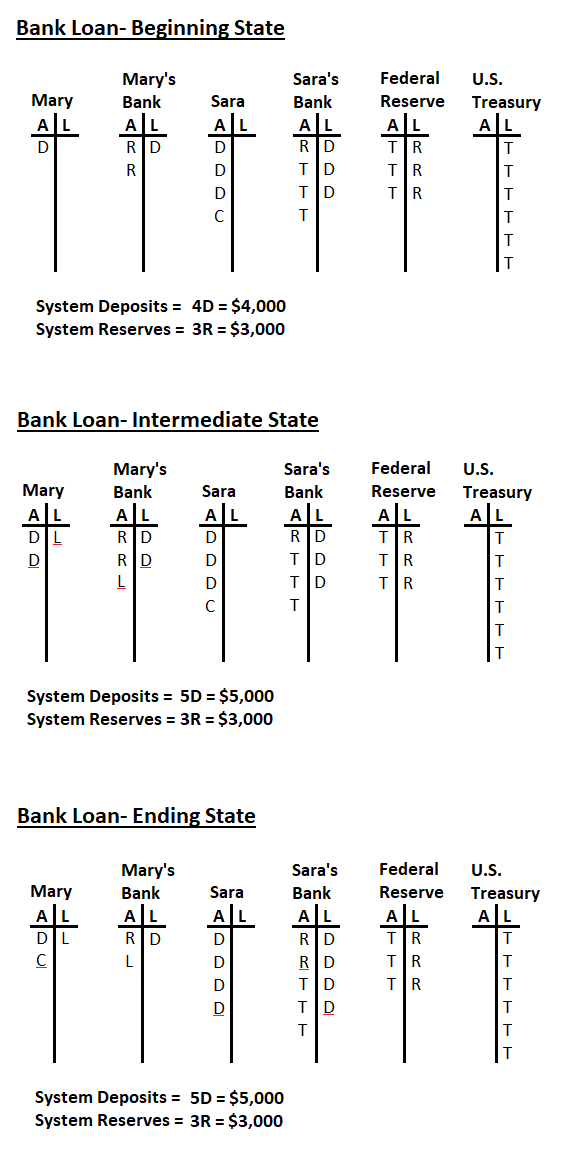 Bank Loan- Beginning State
Mary's Sara's Federal U.S.
Mary Bank Sara Bank Reserve Treasury
A L A L A L A L A L A L
D R D D R D T R T
R D T D T R T
D T D T R T
C T T
T
T
System Deposits = 4D = $4,000
System Reserves = 3R = $3,000
Bank Loan- Intermediate State
Mary's Sara's Federal U.S.
Mary Bank Sara Bank Reserve Treasury
A L A L A L A L A L A L
D L R D D R D T R T
D R D D T D T R T
L D T D T R T
C T T
T
T
System Deposits = 5D = $5,000
System Reserves = 3R = $3,000
Bank Loan- Ending State
Mary's Sara's Federal U.S.
Mary Bank Sara Bank Reserve Treasury
A L A L A L A L A L A L
D L R D D R D T R T
C L D R D T R T
D T D T R T
D T D T
T T
T
System Deposits = 5D = $5,000
System Reserves = 3R = $3,000